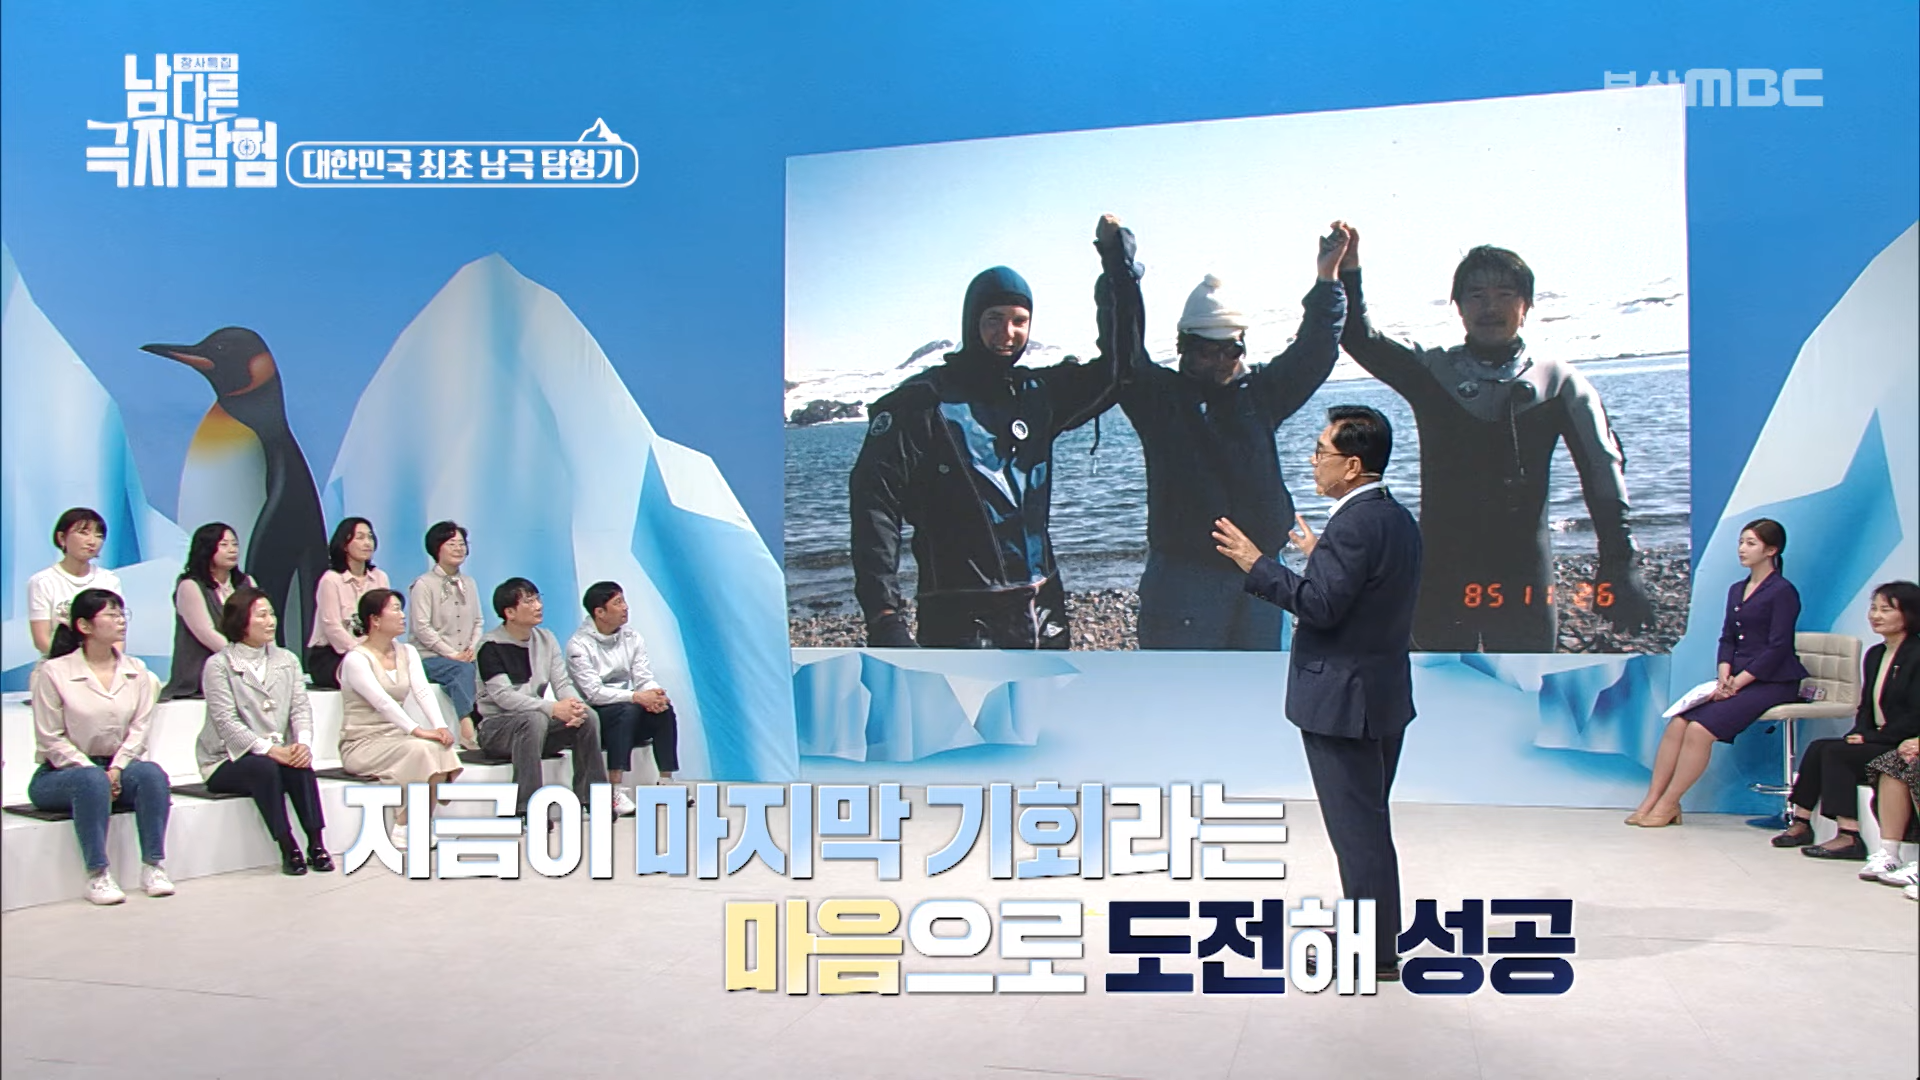 창사특집
남다른
극지탐험
대한민국 최초 남극 탐험기
부산MBC
85 11 26
지금이 마지막 기회라는
마음으로 도전해 성공